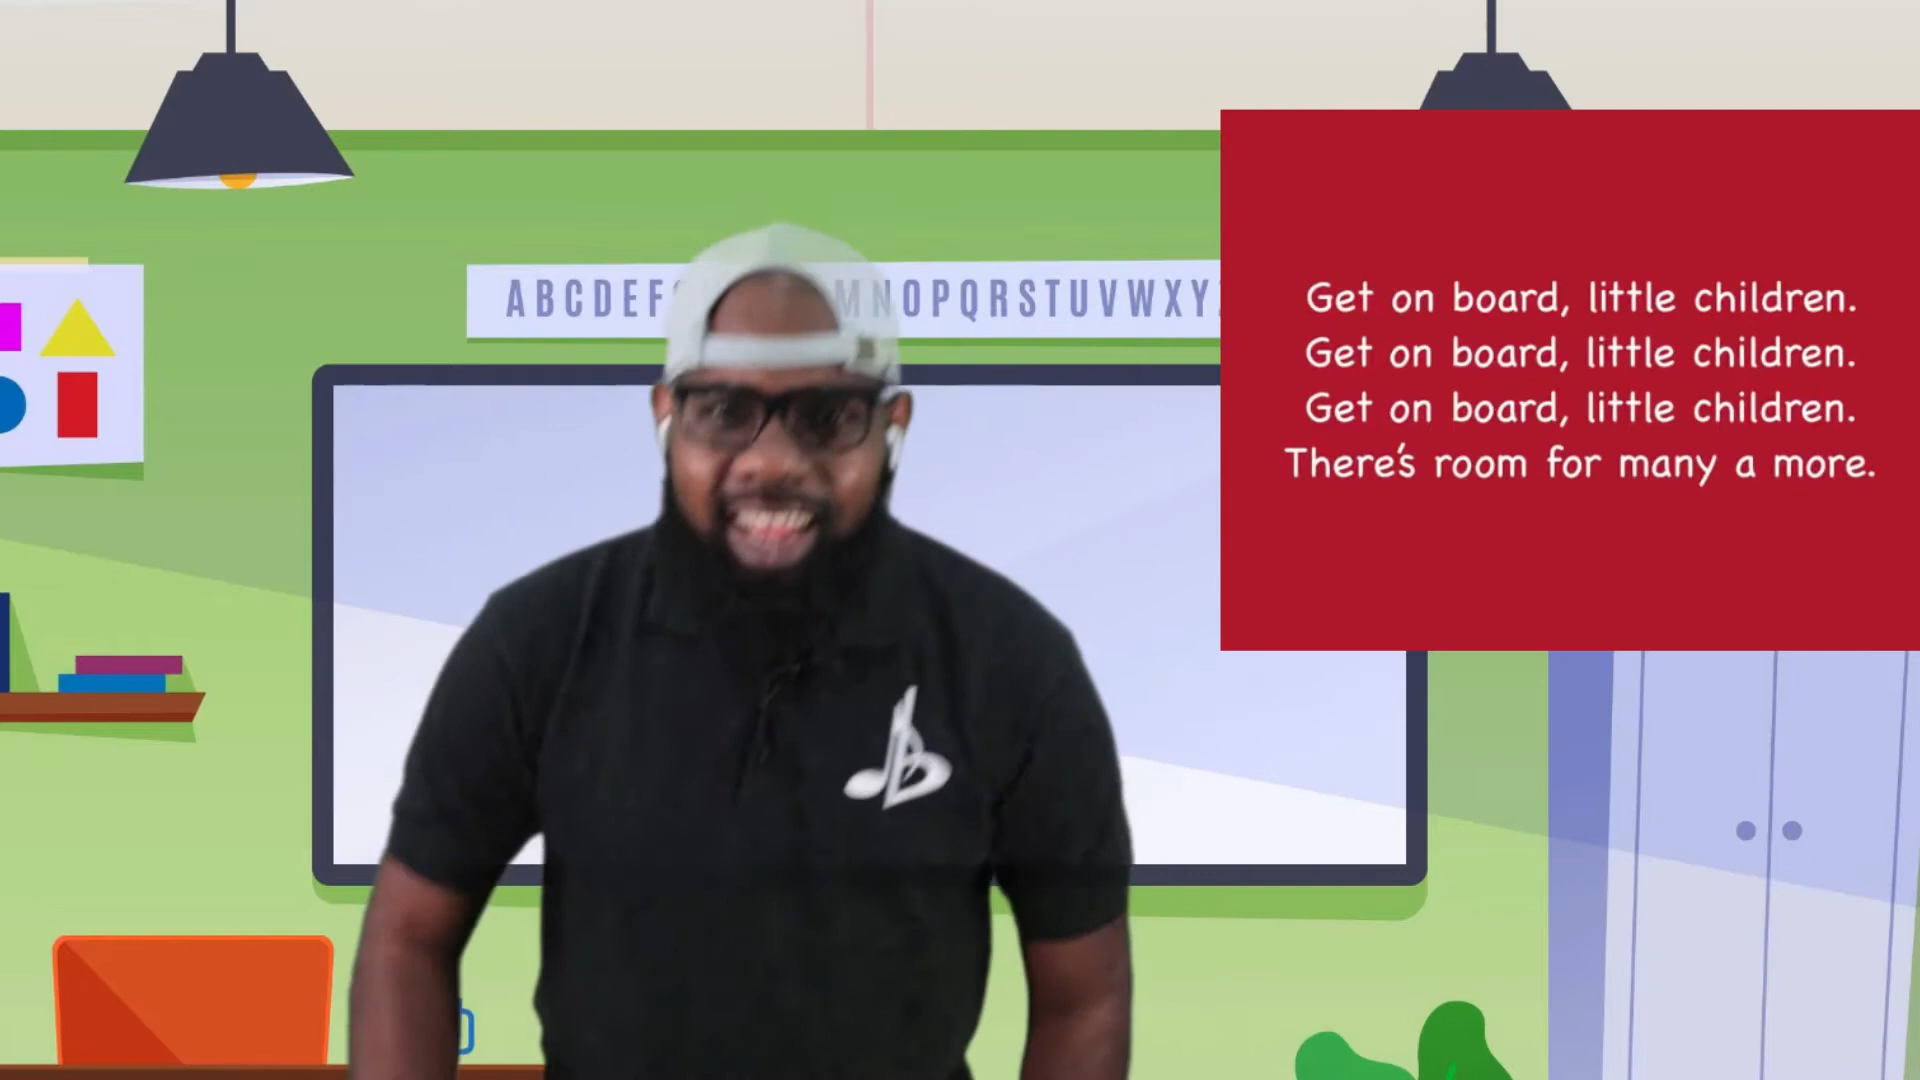 ABCDEF MNOPQRSTUVWXY
Get on board, little children.
Get on board, little children.
Get on board, little children.
There's room for many a more.